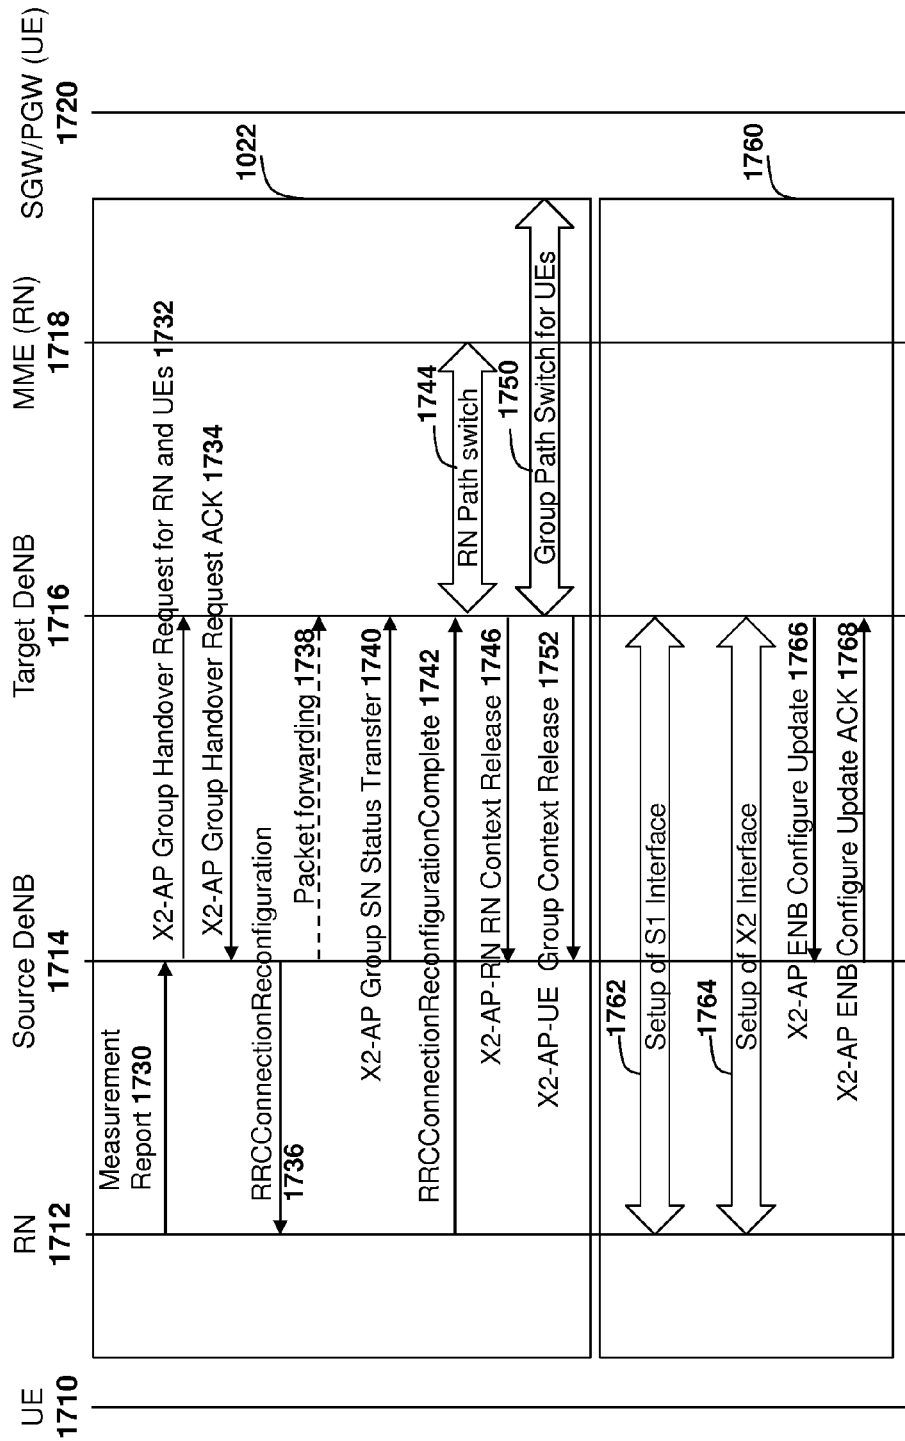 UE
1710
RN
1712
Source DeNB
1714
Target DeNB
1716
MME (RN)
1718
SGW/PGW (UE)
1720
1022
Measurement
Report 1730
X2-AP Group Handover Request for RN and UEs 1732
X2-AP Group Handover Request ACK 1734
RRCConnectionReconfiguration
1736
Packet forwarding 1738
X2-AP Group SN Status Transfer 1740
RRCConnectionReconfigurationComplete 1742
1744
RN Path switch
X2-AP-RN RN Context Release 1746
1750
Group Path Switch for UEs
X2-AP-UE Group Context Release 1752
1760
1762
Setup of S1 Interface
1764
Setup of X2 Interface
X2-AP ENB Configure Update 1766
X2-AP ENB Configure Update ACK 1768